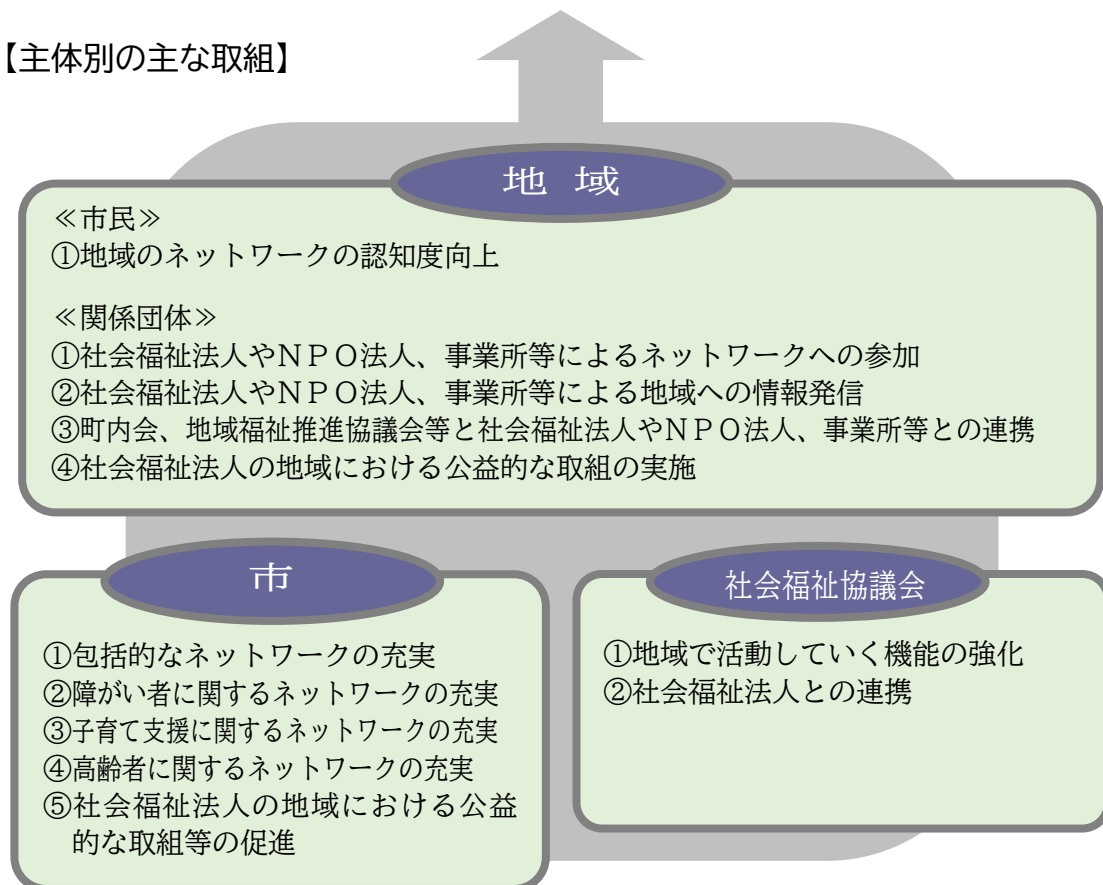 【主体別の主な取組】
地 域
≪市民≫
①地域のネットワークの認知度向上
≪関係団体≫
①社会福祉法人やNPO法人、事業所等によるネットワークへの参加
②社会福祉法人やNPO法人、事業所等による地域への情報発信
③町内会、地域福祉推進協議会等と社会福祉法人やNPO法人、事業所等との連携
④社会福祉法人の地域における公益的な取組の実施
市
①包括的なネットワークの充実
②障がい者に関するネットワークの充実
③子育て支援に関するネットワークの充実
④高齢者に関するネットワークの充実
⑤社会福祉法人の地域における公益
的な取組等の促進
社会福祉協議会
①地域で活動していく機能の強化
②社会福祉法人との連携